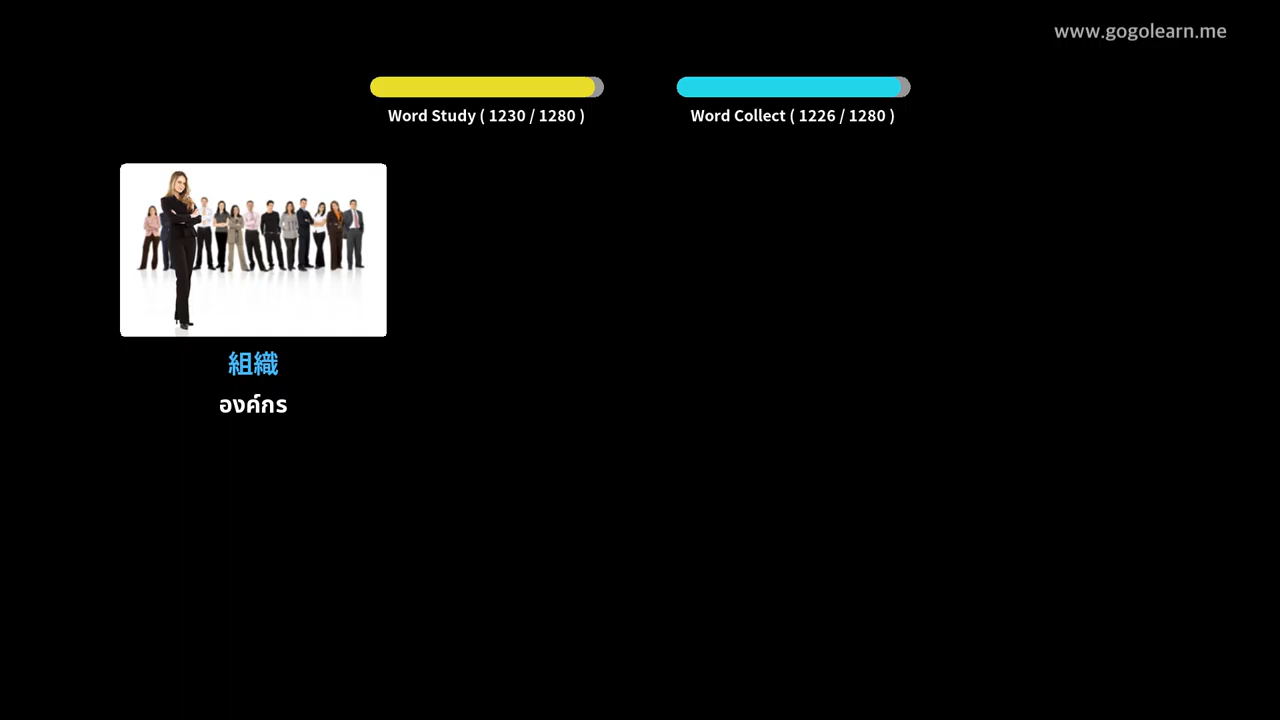 www.gogolearn.me
Word Study ( 1230 / 1280 )
Word Collect ( 1226 / 1280 )
組織
องค์กร